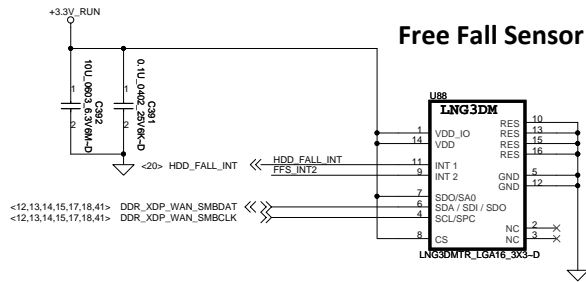 +3.3V_RUN
Free Fall Sensor
1
2
10U_0603_6.3V6M~D
C392
1
2
0.1U_0402_25V6K~D
C391
U88
LNG3DM
1 VDD_IO
14 VDD
RES 10
RES 13
RES 15
RES 16
<20> HDD_FALL_INT HDD_FALL_INT 11 INT 1
FFS_INT2 9 INT 2
GND 5
GND 12
7 SDO/SA0
<12,13,14,15,17,18,41> DDR_XDP_WAN_SMBDAT 6 SDA / SDI / SDO
<12,13,14,15,17,18,41> DDR_XDP_WAN_SMBCLK 4 SCL/SPC
NC 2
8 CS
NC 3
LNG3DMTR_LGA16_3X3~D